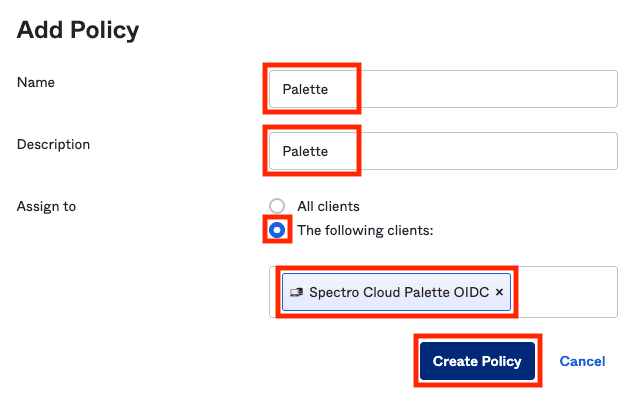 Add Policy
Name
Palette
Description
Palette
Assign to
All clients
The following clients:
Spectro Cloud Palette OIDC ×
Create Policy
Cancel